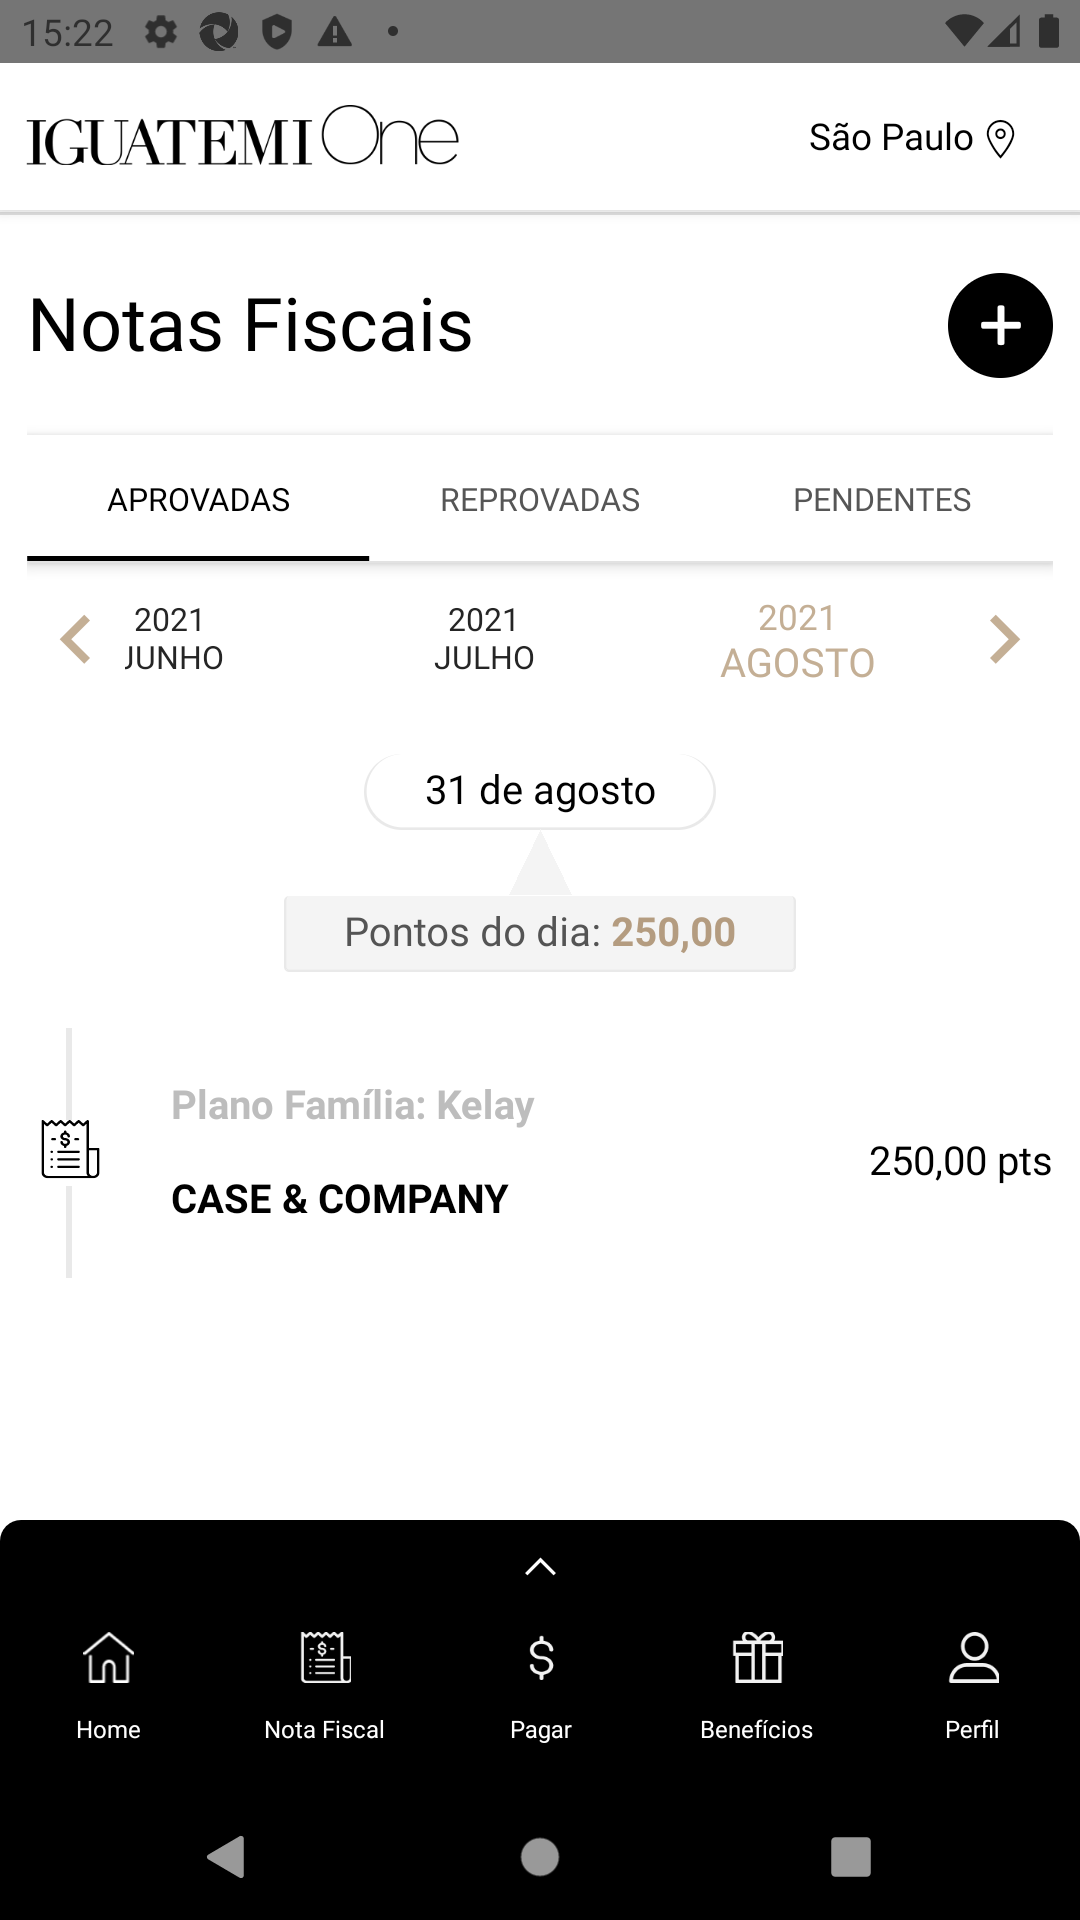 15:22
IGUATEMI One
São Paulo
Notas Fiscais
APROVADAS
REPROVADAS
PENDENTES
2021
JUNHO
2021
JULHO
2021
AGOSTO
31 de agosto
Pontos do dia: 250,00
Plano Família: Kelay
250,00 pts
CASE & COMPANY
Home
Nota Fiscal
Pagar
Benefícios
Perfil